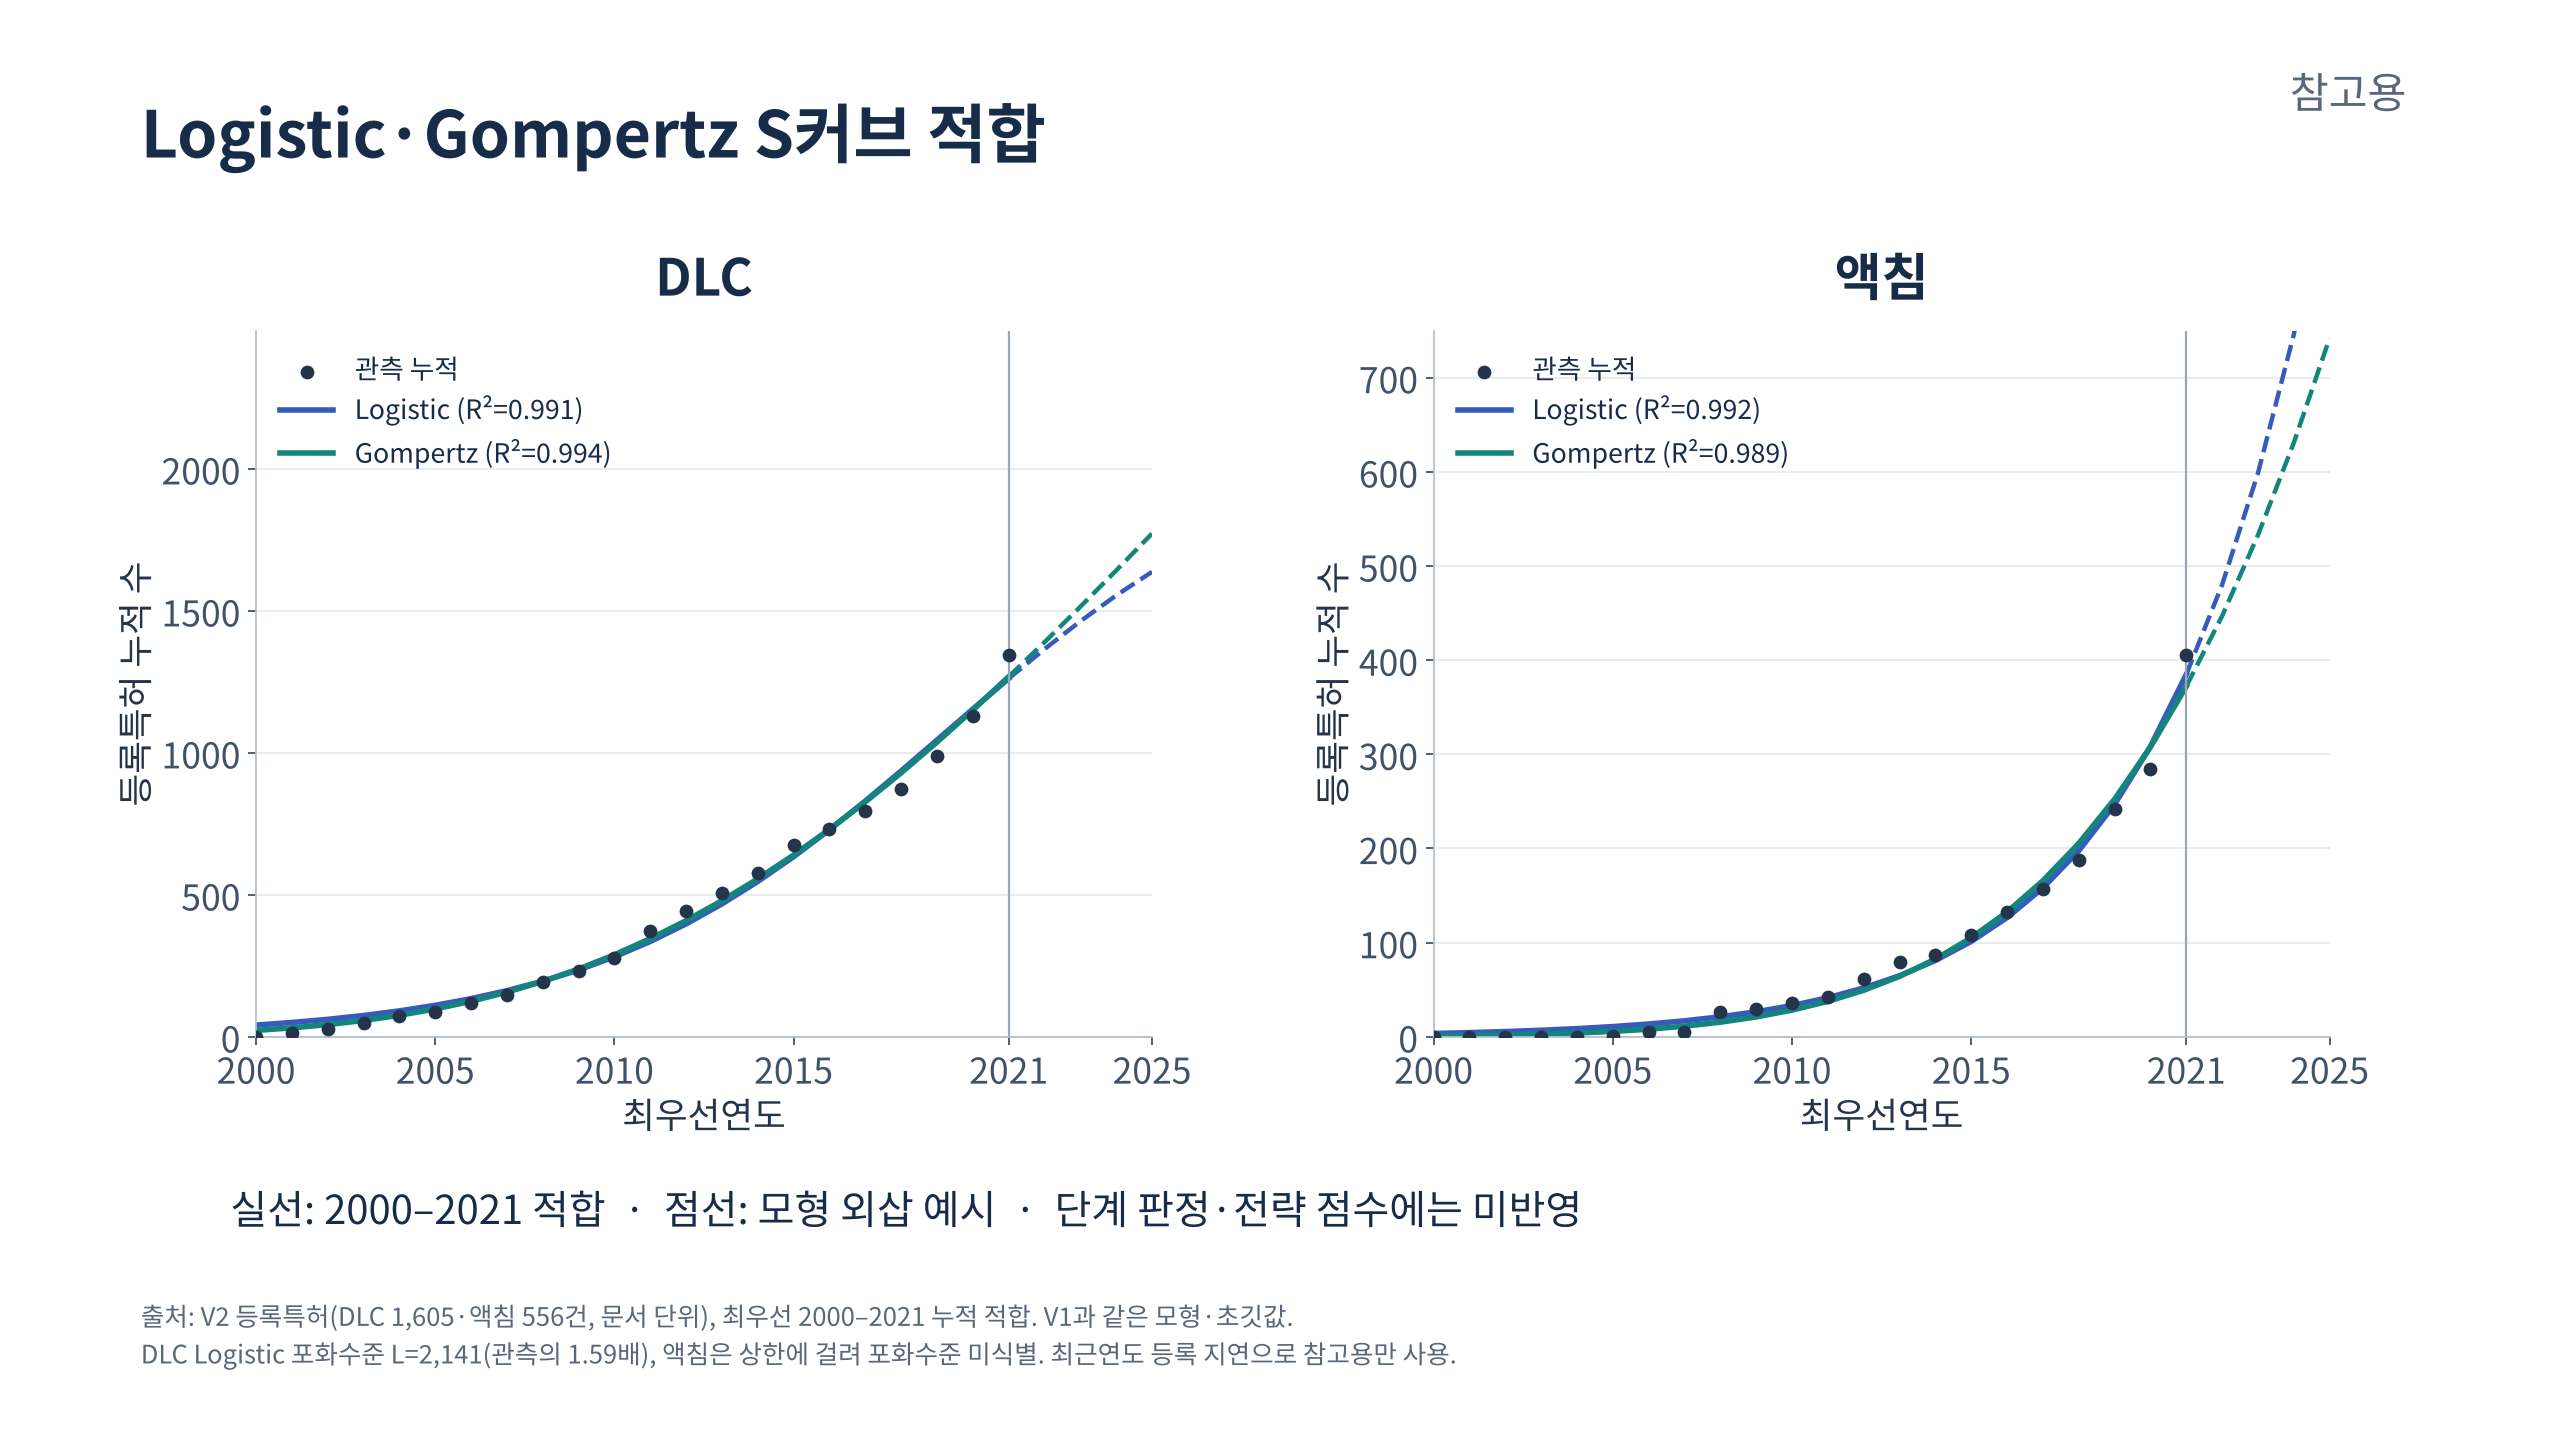 참고용
Logistic·Gompertz S커브 적합
DLC
관측 누적
Logistic (R²=0.991)
Gompertz (R²=0.994)
등록특허 누적 수
2000
1500
1000
500
0
2000 2005 2010 2015 2021 2025
최우선연도
액침
관측 누적
Logistic (R²=0.992)
Gompertz (R²=0.989)
등록특허 누적 수
700
600
500
400
300
200
100
0
2000 2005 2010 2015 2021 2025
최우선연도
실선: 2000–2021 적합 · 점선: 모형 외삽 예시 · 단계 판정·전략 점수에는 미반영
출처: V2 등록특허(DLC 1,605·액침 556건, 문서 단위), 최우선 2000–2021 누적 적합. V1과 같은 모형·초깃값.
DLC Logistic 포화수준 L=2,141(관측의 1.59배), 액침은 상한에 걸려 포화수준 미식별. 최근연도 등록 지연으로 참고용만 사용.